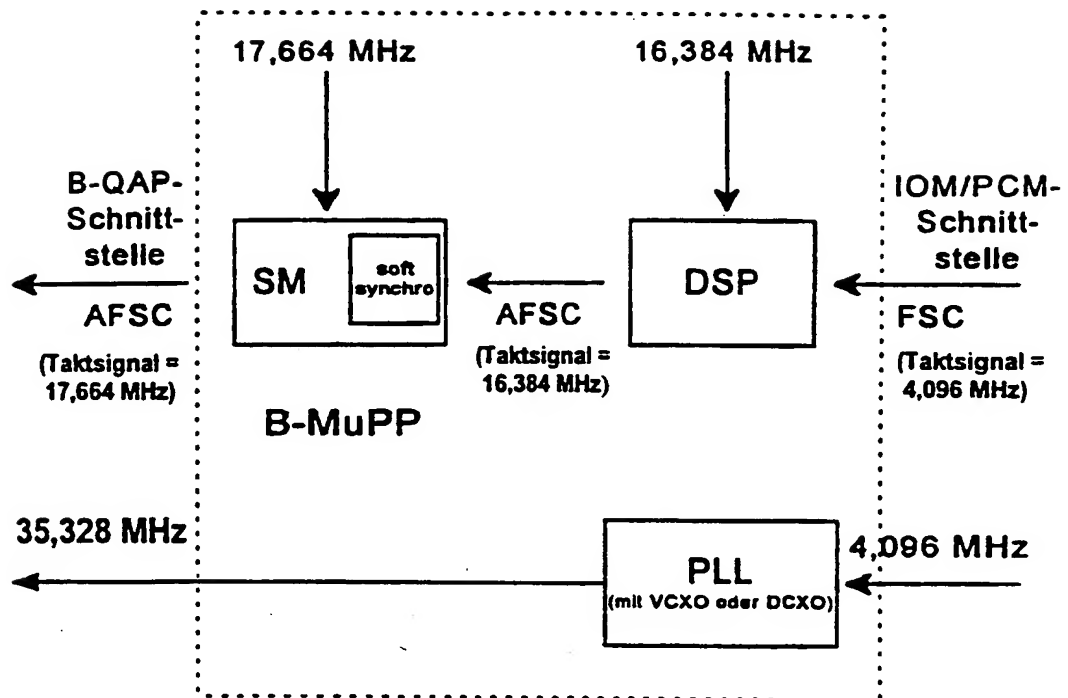 17,664 MHz
16,384 MHz
B-QAP-
Schnitt-
stelle
AFSC
(Taktsignal =
17,664 MHz)
SM
soft
synchro
AFSC
(Taktsignal =
16,384 MHz)
DSP
IOM/PCM-
Schnitt-
stelle
FSC
(Taktsignal =
4,096 MHz)
B-MuPP
35,328 MHz
PLL
(mit VCXO oder DCXO)
4,096 MHz